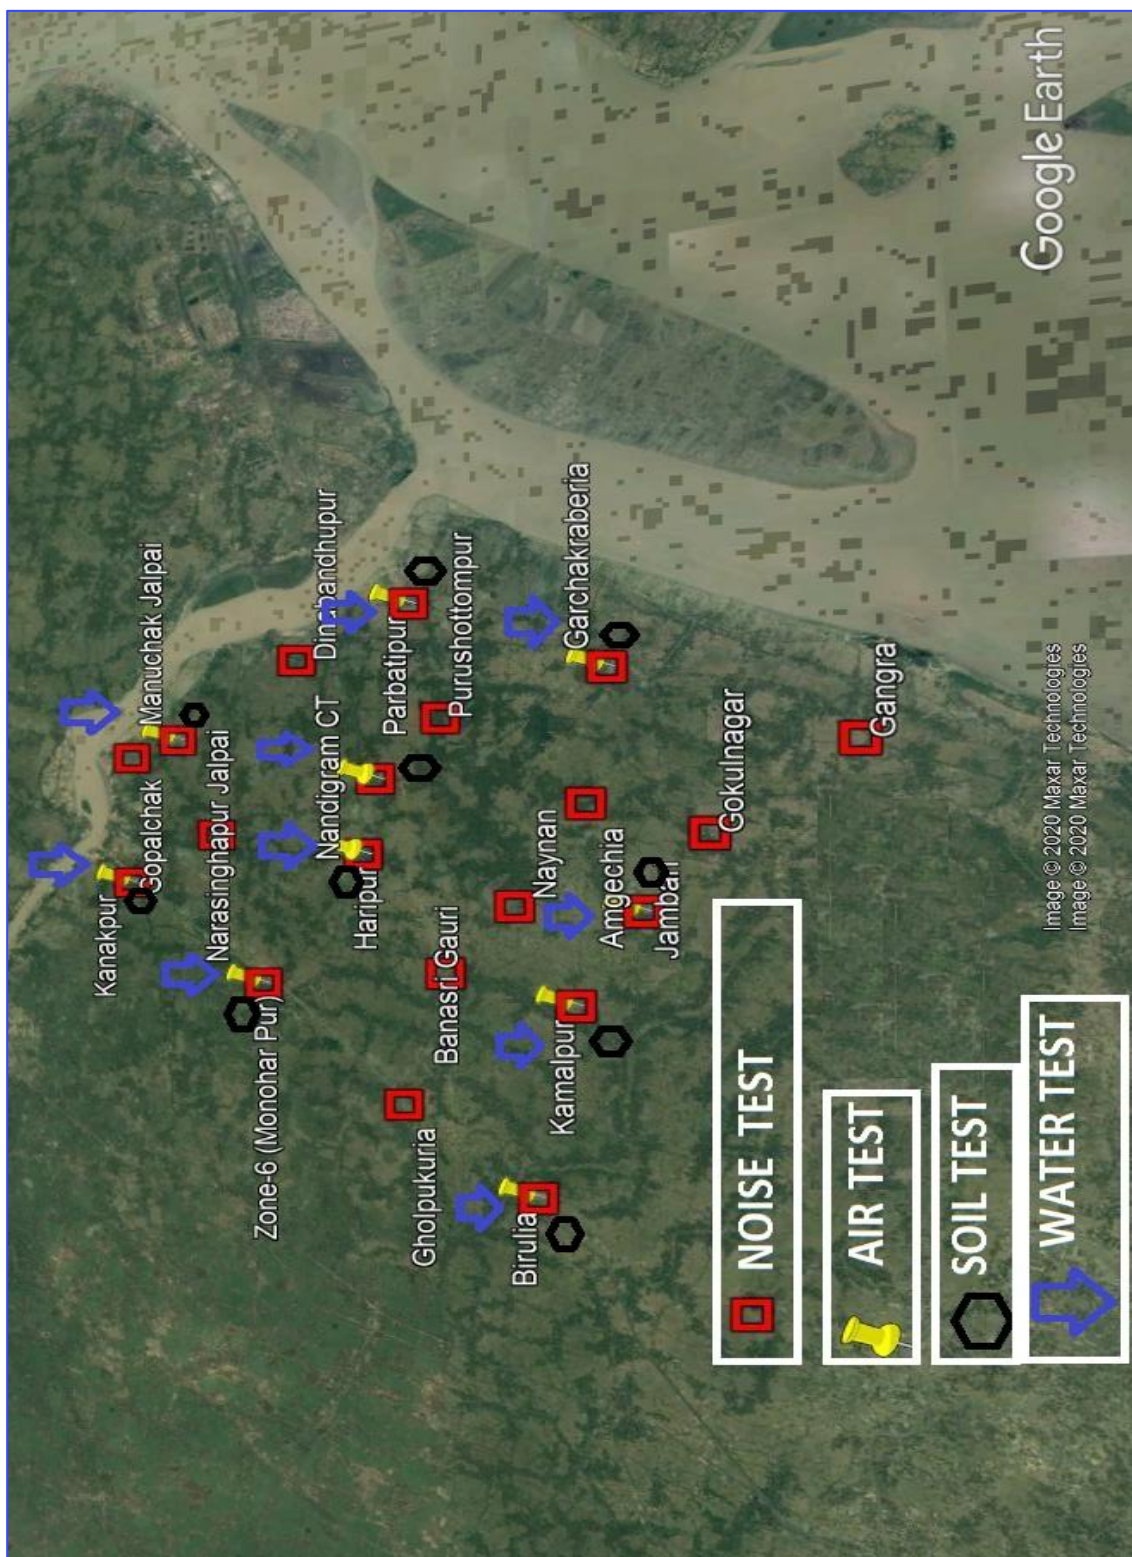 Kanakpur
Manuchak Jalpai
Gopalchak
Narasinghapur Jalpai
Zone-6 (Monohar Pur)
Dinabandhupur
Nandigram CT
Haripur
Parbatipur
Purushottompur
Banasri Gauri
Gholpukuria
Naynan
Garchakraberia
Birulia
Kamalpur
Amgechia
Jambari
Gokulnagar
Gangra
NOISE TEST
AIR TEST
SOIL TEST
WATER TEST
Image © 2020 Maxar Technologies
Image © 2020 Maxar Technologies
Google Earth